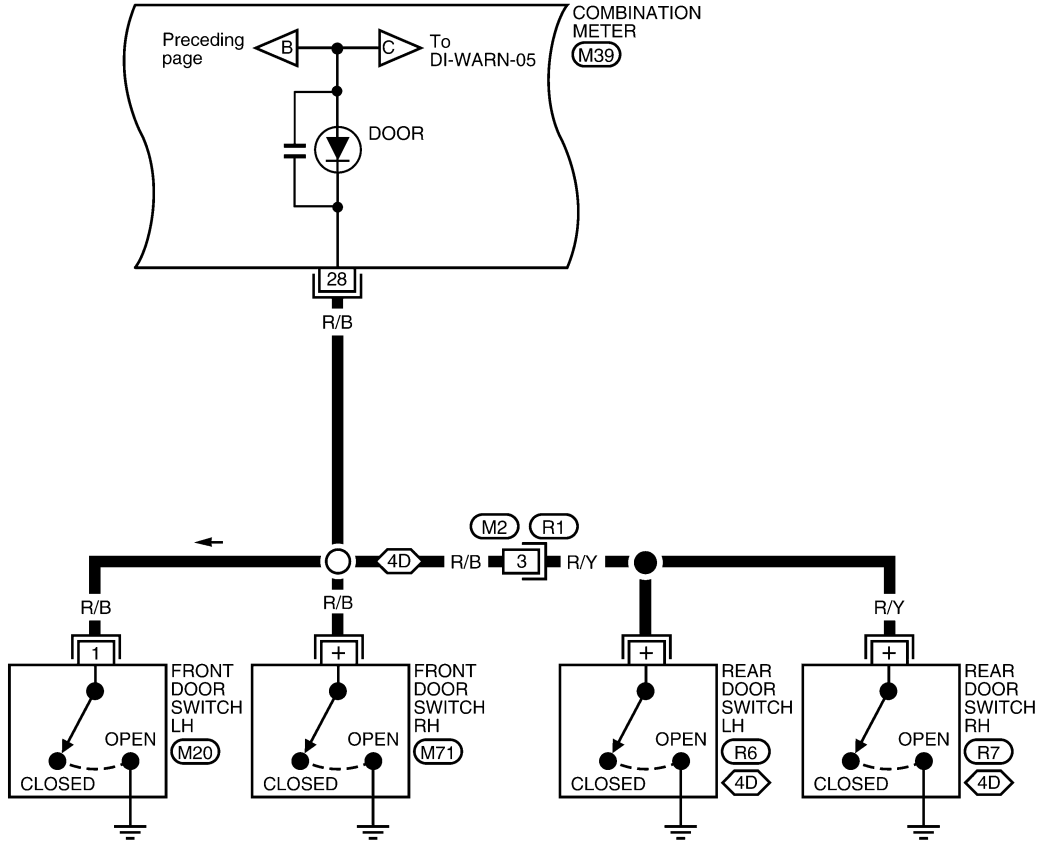 COMBINATION
METER
M39
Preceding
page
B
C
To
DI-WARN-05
DOOR
28
R/B
M2
R1
4D
R/B
3
R/Y
R/B
R/B
R/Y
1
+
+
+
FRONT
DOOR
SWITCH
LH
M20
OPEN
CLOSED
FRONT
DOOR
SWITCH
RH
M71
OPEN
CLOSED
REAR
DOOR
SWITCH
LH
R6
4D
OPEN
CLOSED
REAR
DOOR
SWITCH
RH
R7
4D
OPEN
CLOSED